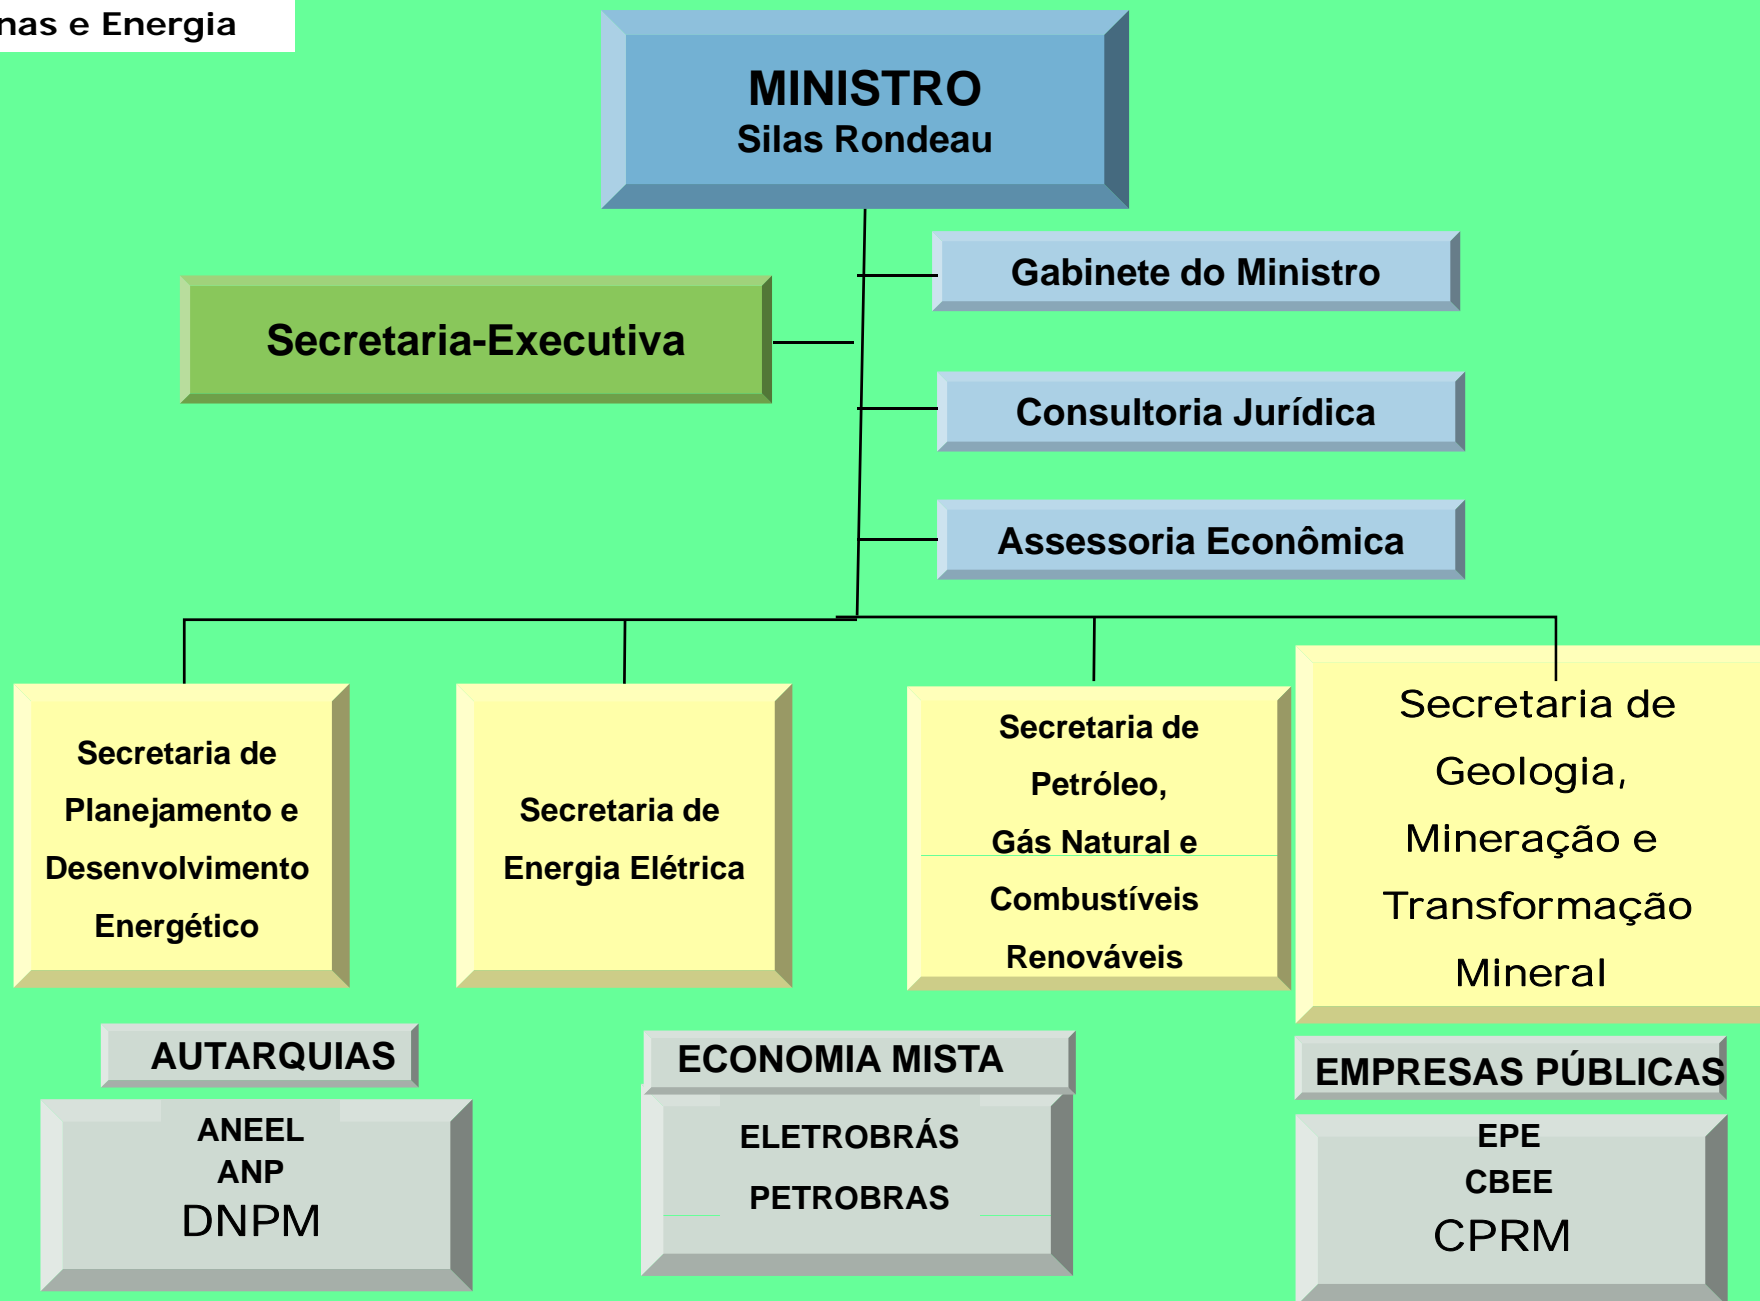 nas e Energia
MINISTRO
Silas Rondeau
Gabinete do Ministro
Secretaria-Executiva
Consultoria Jurídica
Assessoria Econômica
Secretaria de
Planejamento e
Desenvolvimento
Energético
Secretaria de
Energia Elétrica
Secretaria de
Petróleo,
Gás Natural e
Combustíveis
Renováveis
Secretaria de
Geologia,
Mineração e
Transformação
Mineral
AUTARQUIAS
ANEEL
ANP
DNPM
ECONOMIA MISTA
ELETROBRÁS
PETROBRAS
EMPRESAS PÚBLICAS
EPE
CBEE
CPRM